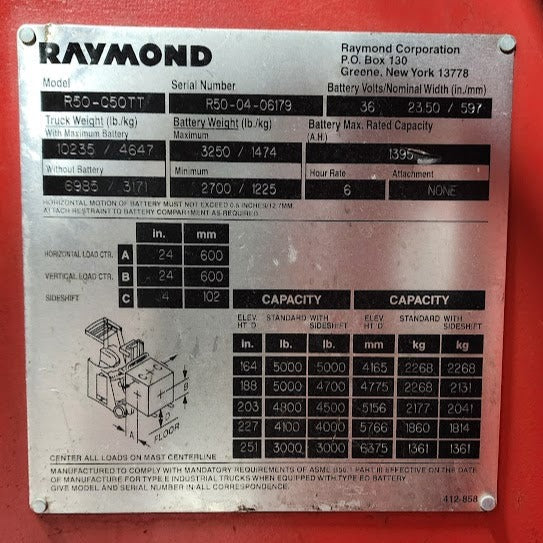 RAYMOND
Raymond Corporation
P.O. Box 130
Greene, New York 13778
Model Serial Number Battery Volts/Nominal Width (in./mm)
R50-C50TT R50-04-06179 36 23.50 / 597
Truck Weight (lb./kg) Battery Weight (lb./kg) Battery Max. Rated Capacity
With Maximum Battery Maximum (A.H.)
10235 / 4647 3250 / 1474 1395
Without Battery Minimum Hour Rate Attachment
6985 / 3171 2700 / 1225 6 NONE
HORIZONTAL MOTION OF BATTERY MUST NOT EXCEED 0.5 INCHES/12.7MM.
ATTACH RESTRAINT TO BATTERY COMPARTMENT AS REQUIRED.
in. mm
HORIZONTAL LOAD CTR. A 24 600
VERTICAL LOAD CTR. B 24 600
SIDESHIFT C 4 102
CAPACITY CAPACITY
ELEV. STANDARD WITH ELEV. STANDARD WITH
HT D SIDESHIFT HT D SIDESHIFT
in. lb. lb. mm kg kg
164 5000 5000 4165 2268 2268
188 5000 4700 4775 2268 2131
203 4800 4500 5156 2177 2041
227 4100 4000 5766 1860 1814
251 3000 3000 6375 1361 1361
C C
B
D
A
FLOOR
CENTER ALL LOADS ON MAST CENTERLINE
MANUFACTURED TO COMPLY WITH MANDATORY REQUIREMENTS OF ASME B56.1 PART III EFFECTIVE ON THE DATE
OF MANUFACTURE FOR TYPE E INDUSTRIAL TRUCKS WHEN EQUIPPED WITH TYPE EO BATTERY
GIVE MODEL AND SERIAL NUMBER IN ALL CORRESPONDENCE.
412-858